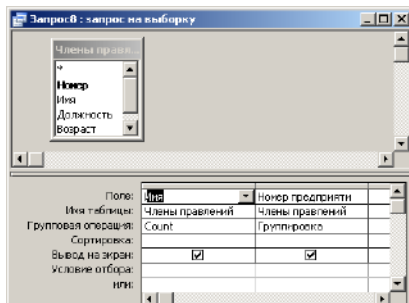 Запрос8 : запрос на выборку
Члены правл...
*
Номер
Имя
Должность
Возраст
Поле: Имя Номер предприяти
Имя таблицы: Члены правлений Члены правлений
Групповая операция: Count Группировка
Сортировка:
Вывод на экран:
Условие отбора:
или: